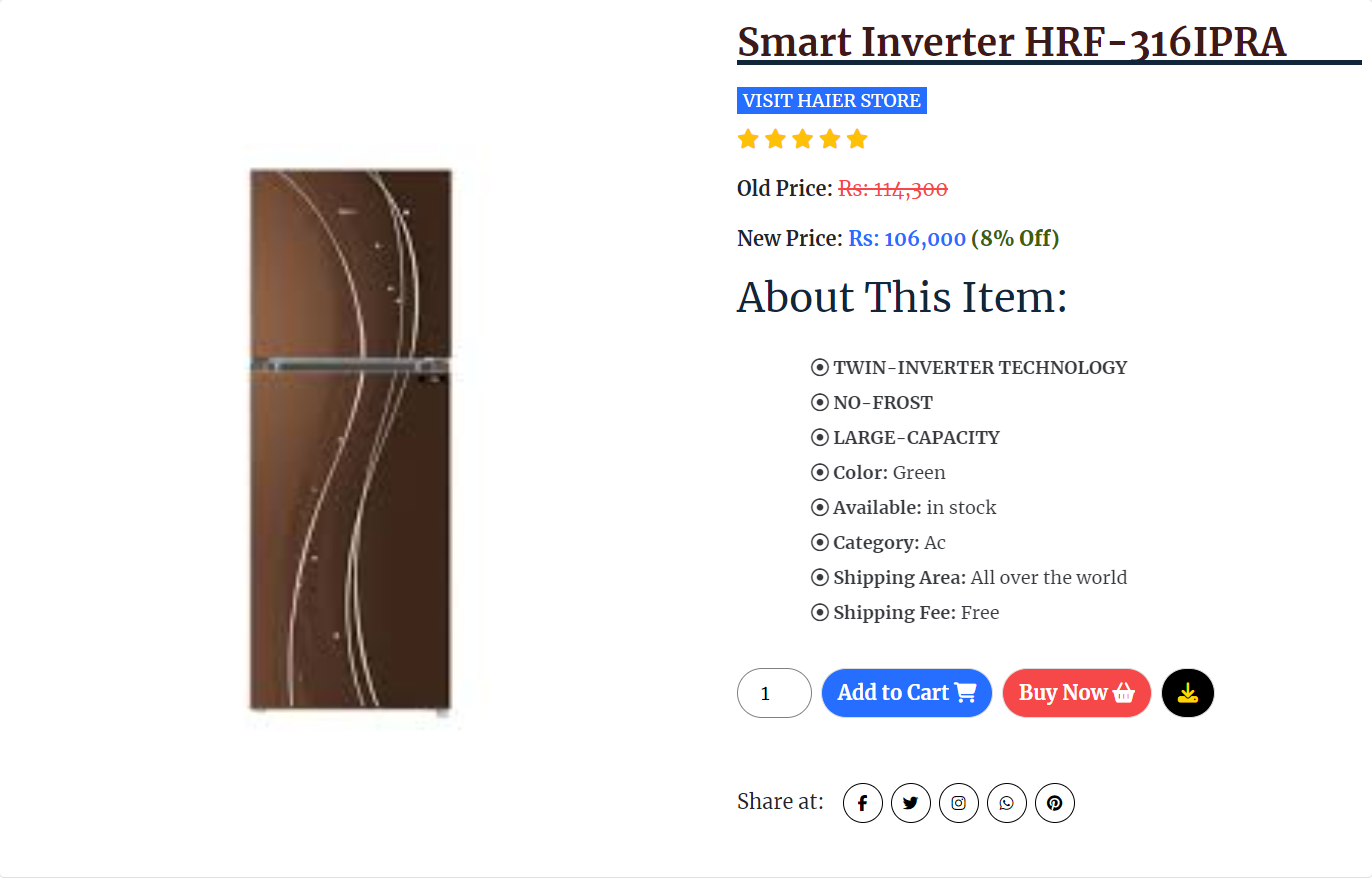 Smart Inverter HRF-316IPRA
VISIT HAIER STORE
Old Price: Rs: 114,300
New Price: Rs: 106,000 (8% Off)
About This Item:
TWIN-INVERTER TECHNOLOGY
NO-FROST
LARGE-CAPACITY
Color: Green
Available: in stock
Category: Ac
Shipping Area: All over the world
Shipping Fee: Free
1
Add to Cart
Buy Now
Share at: